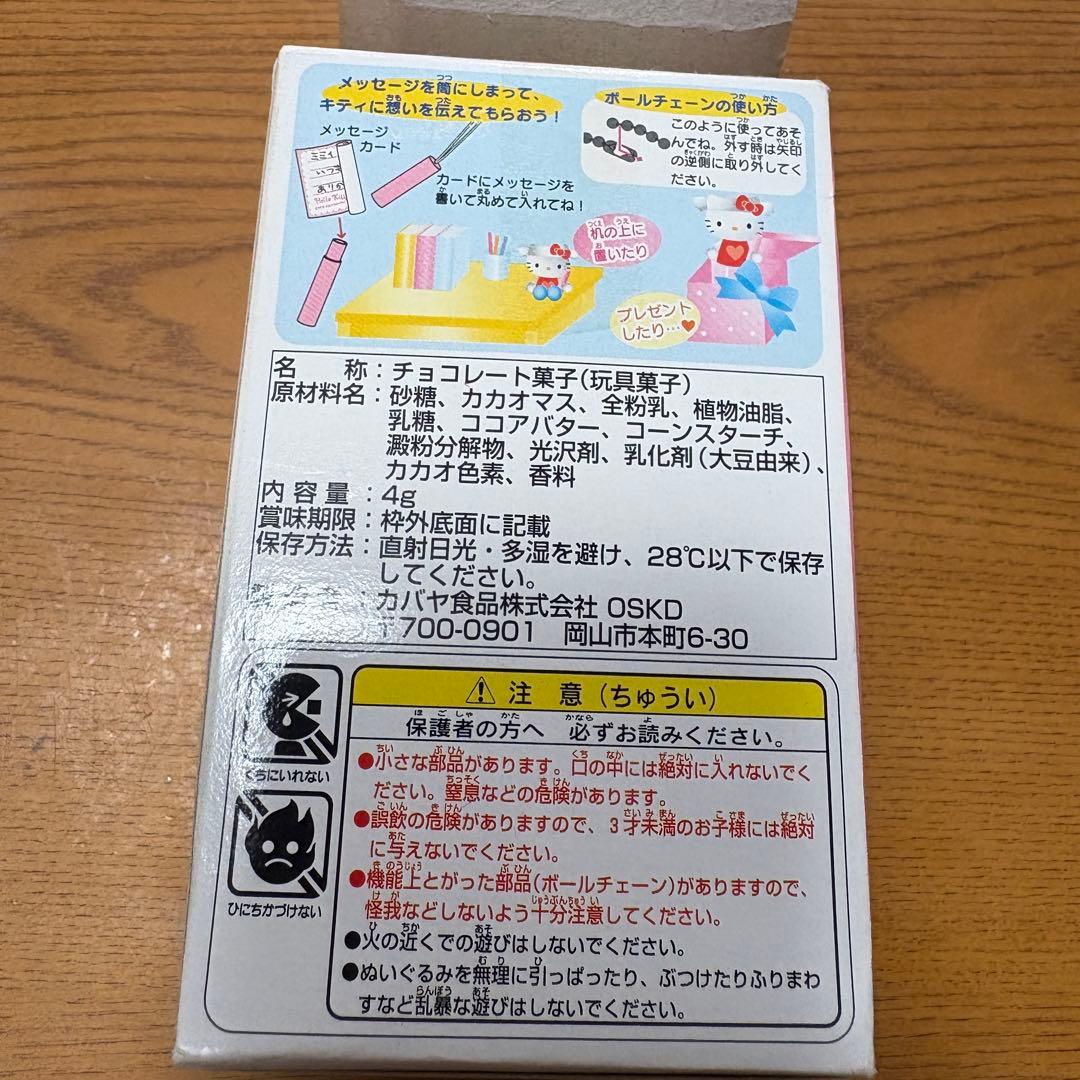 メッセージを筒にしまって、
キティに想いを伝えてもらおう！
メッセージ
カード
ミミィ
いつも
ありが
Hello Kitt
カードにメッセージを
書いて丸めて入れてね！
机の上に
置いたり
プレゼント
したり…♥
ボールチェーンの使い方
このように使ってあそ
んでね。外す時は矢印
の逆側に取り外してく
ださい。
名称：チョコレート菓子(玩具菓子)
原材料名：砂糖、カカオマス、全粉乳、植物油脂、
乳糖、ココアバター、コーンスターチ、
澱粉分解物、光沢剤、乳化剤(大豆由来)、
カカオ色素、香料
内容量：4g
賞味期限：枠外底面に記載
保存方法：直射日光・多湿を避け、28℃以下で保存
してください。
カバヤ食品株式会社 OSKD
〒700-0901 岡山市本町6-30
くちにいれない
ひにちかづけない
⚠ 注意(ちゅうい)
保護者の方へ 必ずお読みください。
●小さな部品があります。口の中には絶対に入れないでく
ださい。窒息などの危険があります。
●誤飲の危険がありますので、3才未満のお子様には絶対
に与えないでください。
●機能上とがった部品(ボールチェーン)がありますので、
怪我などしないよう十分注意してください。
●火の近くでの遊びはしないでください。
●ぬいぐるみを無理に引っぱったり、ぶつけたりふりまわ
すなど乱暴な遊びはしないでください。